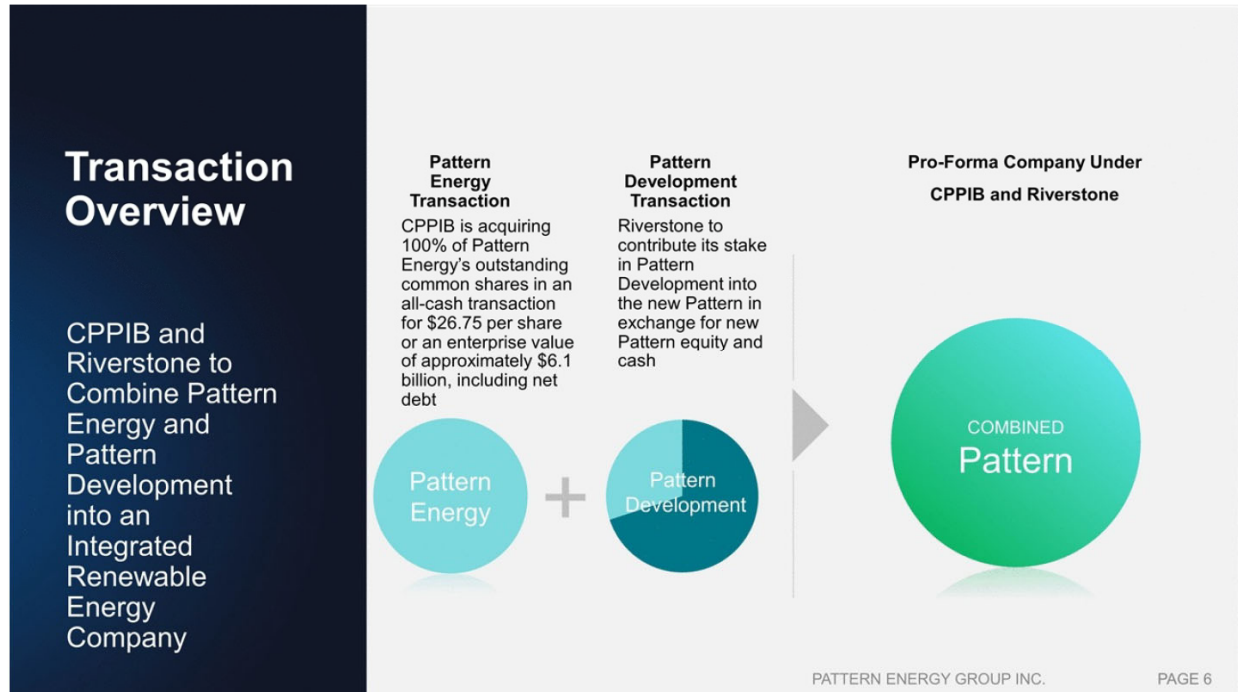 Transaction
Overview
CPPIB and
Riverstone to
Combine Pattern
Energy and
Pattern
Development
into an
Integrated
Renewable
Energy
Company
Pattern
Energy
Transaction
CPPIB is acquiring
100% of Pattern
Energy’s outstanding
common shares in an
all-cash transaction
for $26.75 per share
or an enterprise value
of approximately $6.1
billion, including net
debt
Pattern
Energy
Pattern
Development
Transaction
Riverstone to
contribute its stake
in Pattern
Development into
the new Pattern in
exchange for new
Pattern equity and
cash
Pattern
Development
Pro-Forma Company Under
CPPIB and Riverstone
COMBINED
Pattern
PATTERN ENERGY GROUP INC. PAGE 6